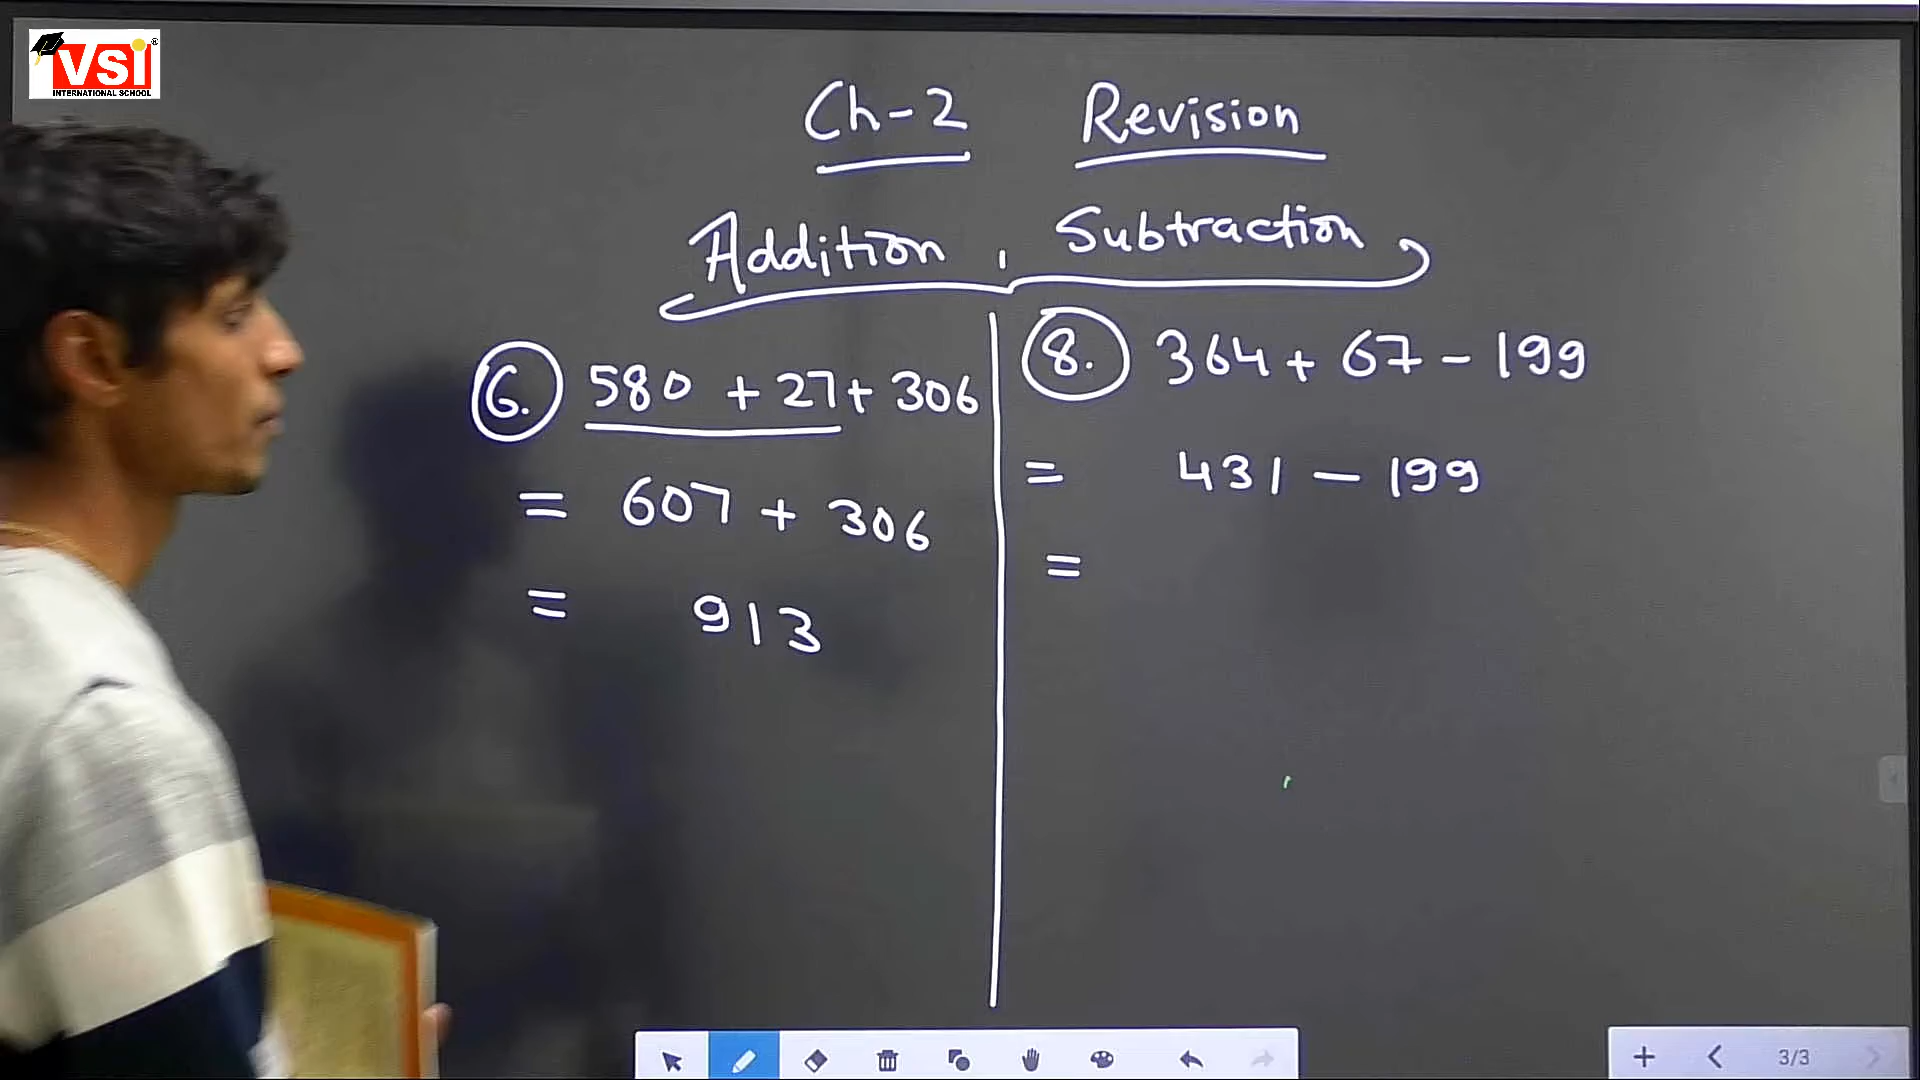 VSI
INTERNATIONAL SCHOOL
Ch-2 Revision
Addition, Subtraction
6. 580 + 27 + 306
= 607 + 306
= 913
8. 364 + 67 - 199
= 431 - 199
=
3/3